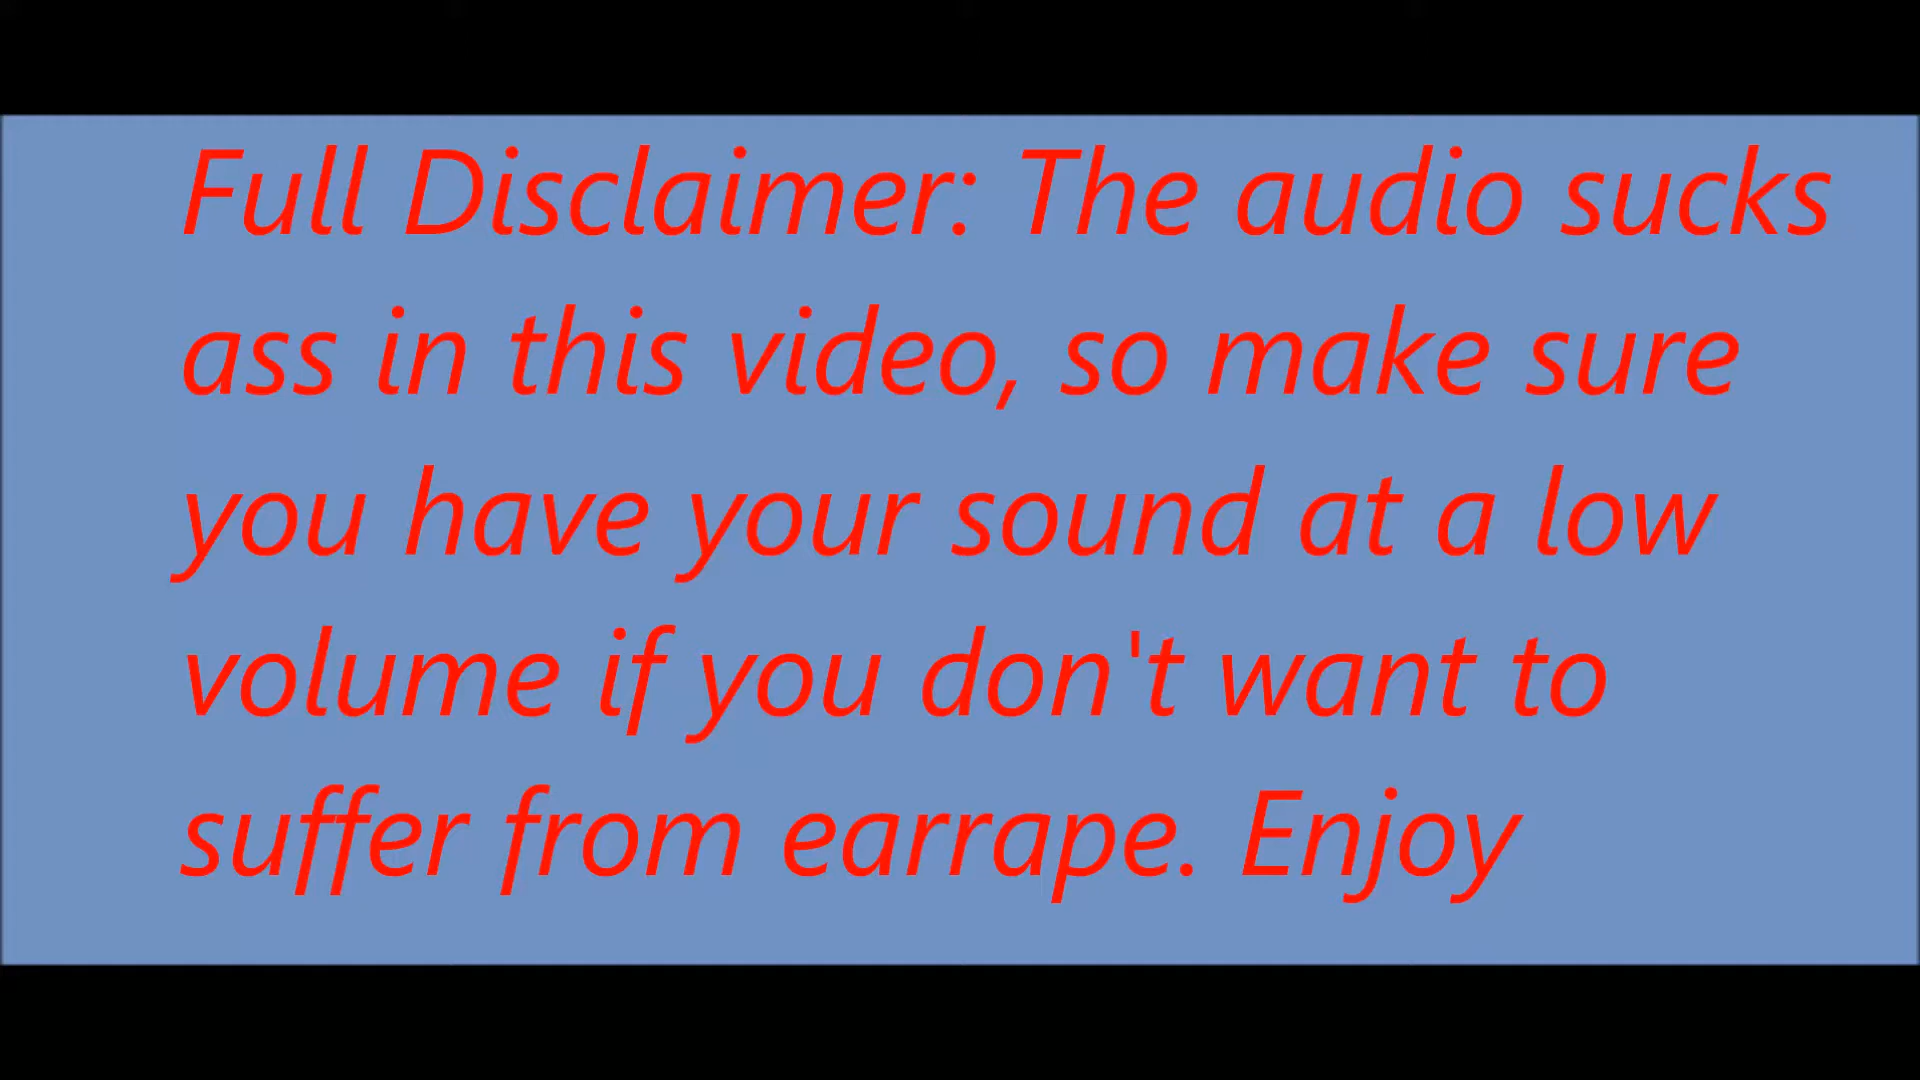 Full Disclaimer: The audio sucks
ass in this video, so make sure
you have your sound at a low
volume if you don't want to
suffer from earrape. Enjoy